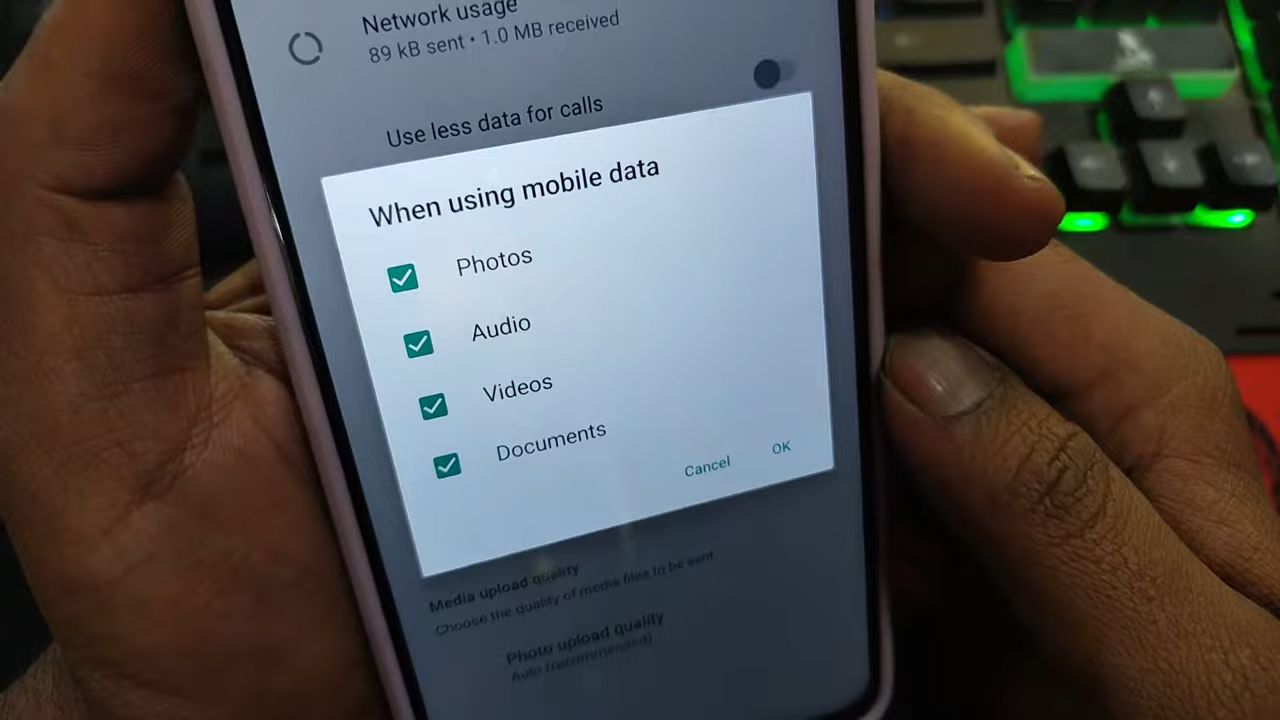 Network usage
89 kB sent • 1.0 MB received
Use less data for calls
When using mobile data
Photos
Audio
Videos
Documents
Cancel
OK
Media upload quality
Choose the quality of media files to be sent
Photo upload quality
Auto (recommended)